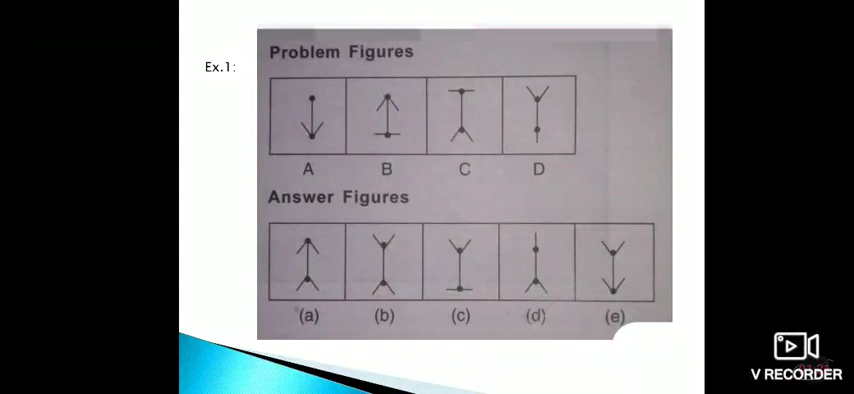 Problem Figures
Ex.1:
A B C D
Answer Figures
(a) (b) (c) (d) (e)
V RECORDER